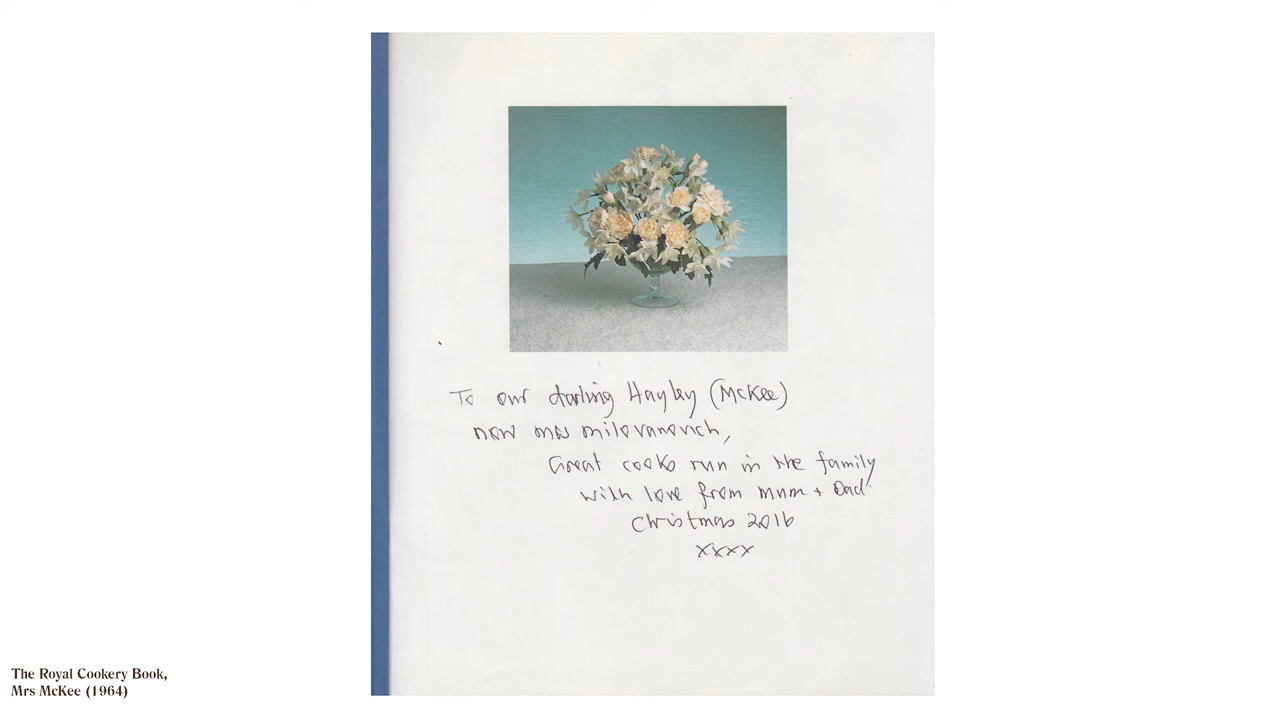 To our darling Hayley (McKee)
now mrs milovanovich,
Great cooks run in the family
with love from mum + Dad
Christmas 2016
xxxx
The Royal Cookery Book,
Mrs McKee (1964)